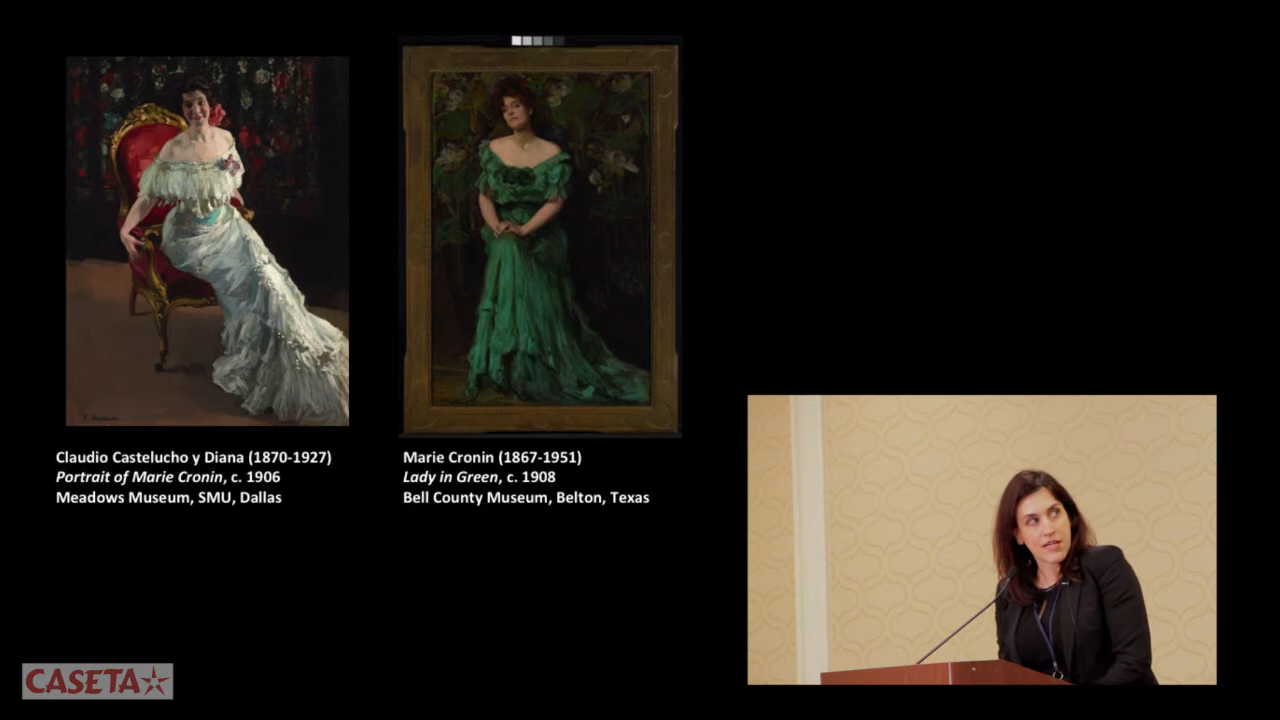 Claudio Castelucho y Diana (1870-1927)
Portrait of Marie Cronin, c. 1906
Meadows Museum, SMU, Dallas
Marie Cronin (1867-1951)
Lady in Green, c. 1908
Bell County Museum, Belton, Texas
CASETA